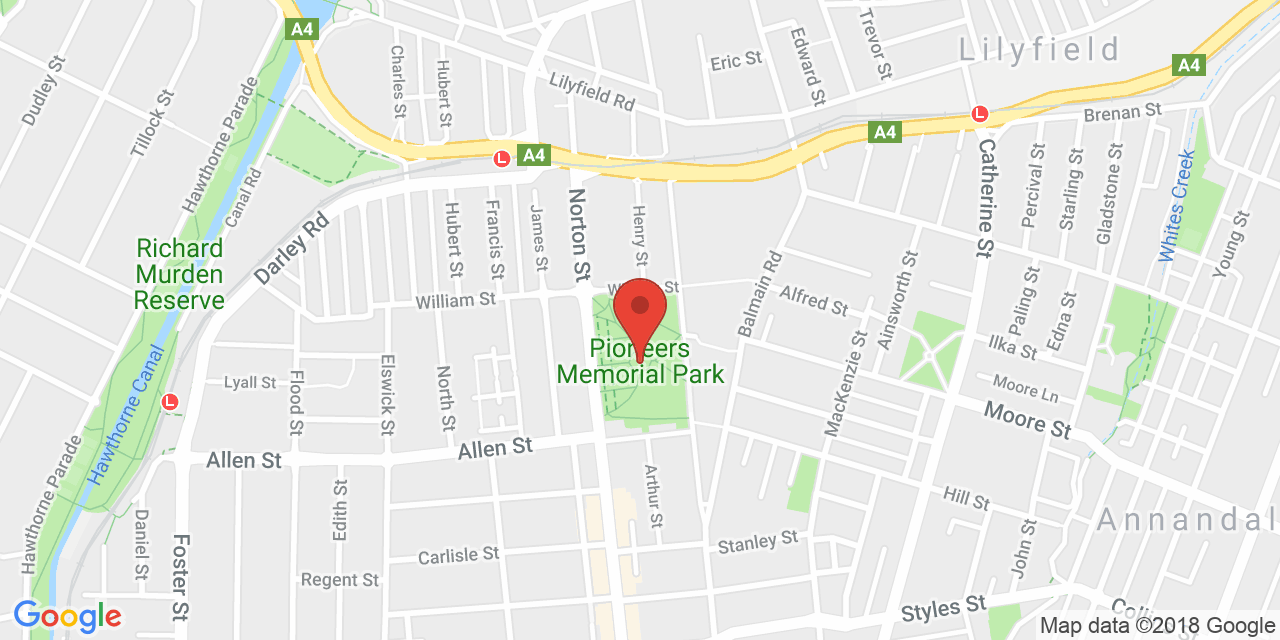 A4
Trevor St
Edward St
Lilyfield
Charles St
Hubert St
Eric St
A4
Dudley St
Tillock St
Hawthorne Parade
Lilyfield Rd
L
Brenan St
A4
L
A4
Canal Rd
Catherine St
Percival St
Starling St
Gladstone St
Whites Creek
Young St
Hubert St
Francis St
James St
Norton St
Henry St
Darley Rd
Richard
Murden
Reserve
Balmain Rd
Ainsworth St
William St
St
Alfred St
Paling St
Edna St
Ilka St
Pioneers
Memorial Park
MacKenzie St
Hawthorne Canal
Lyall St
Flood St
Elswick St
North St
Moore Ln
L
Moore St
Allen St
Allen St
Hawthorne Parade
Edith St
Arthur St
Hill St
Annandal
Daniel St
Foster St
Carlisle St
Stanley St
John St
Regent St
Styles St
Google
Map data ©2018 Google